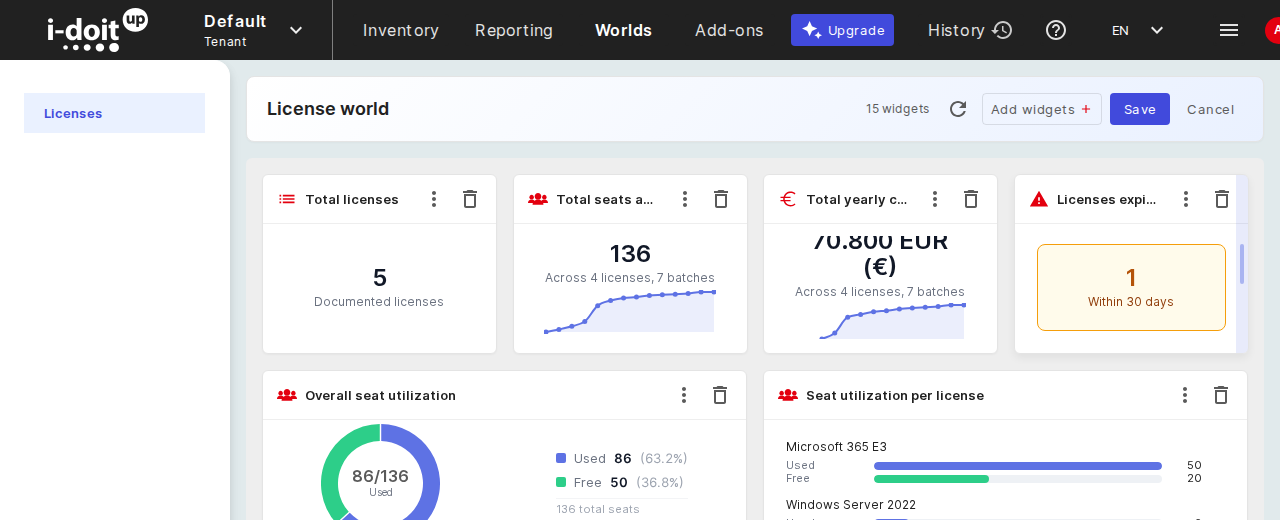 i-doit up
Default
Tenant
Inventory
Reporting
Worlds
Add-ons
Upgrade
History
EN
A
Licenses
License world
15 widgets
Add widgets +
Save
Cancel
Total licenses
5
Documented licenses
Total seats a...
136
Across 4 licenses, 7 batches
Total yearly c...
70.800 EUR
(€)
Across 4 licenses, 7 batches
Licenses expi...
1
Within 30 days
Overall seat utilization
86/136
Used
Used 86 (63.2%)
Free 50 (36.8%)
136 total seats
Seat utilization per license
Microsoft 365 E3
Used 50
Free 20
Windows Server 2022